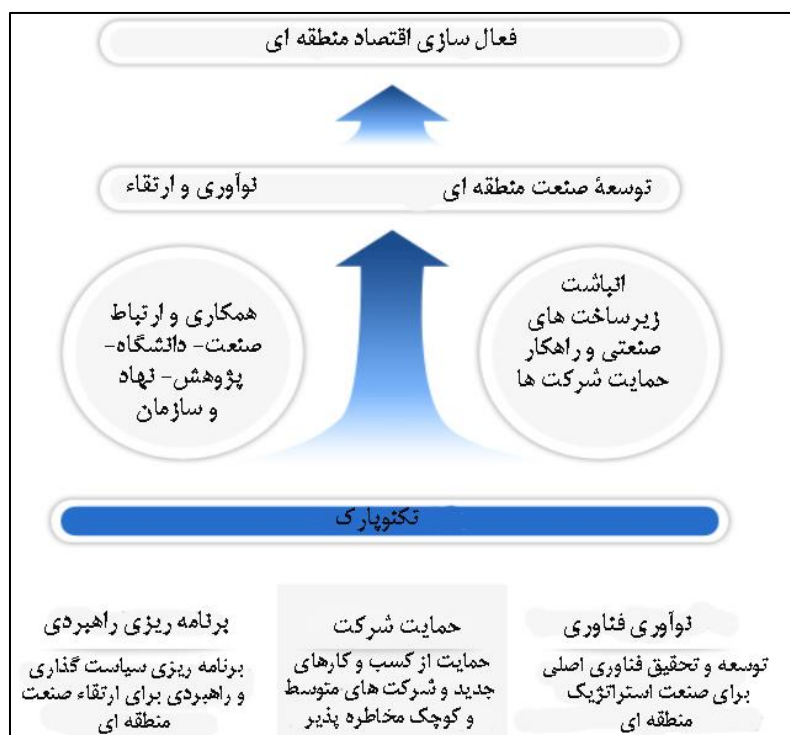 فعال سازی اقتصاد منطقه ای
توسعهٔ صنعت منطقه ای
نوآوری و ارتقاء
انباشت
زیرساخت های
صنعتی و راهکار
حمایت شرکت ها
همکاری و ارتباط
صنعت- دانشگاه-
پژوهش- نهاد
و سازمان
تکنوپارک
نوآوری فناوری
توسعه و تحقیق فناوری اصلی
برای صنعت استراتژیک
منطقه ای
حمایت شرکت
حمایت از کسب و کارهای
جدید و شرکت های متوسط
و کوچک مخاطره پذیر
برنامه ریزی راهبردی
برنامه ریزی سیاست گذاری
و راهبردی برای ارتقاء صنعت
منطقه ای